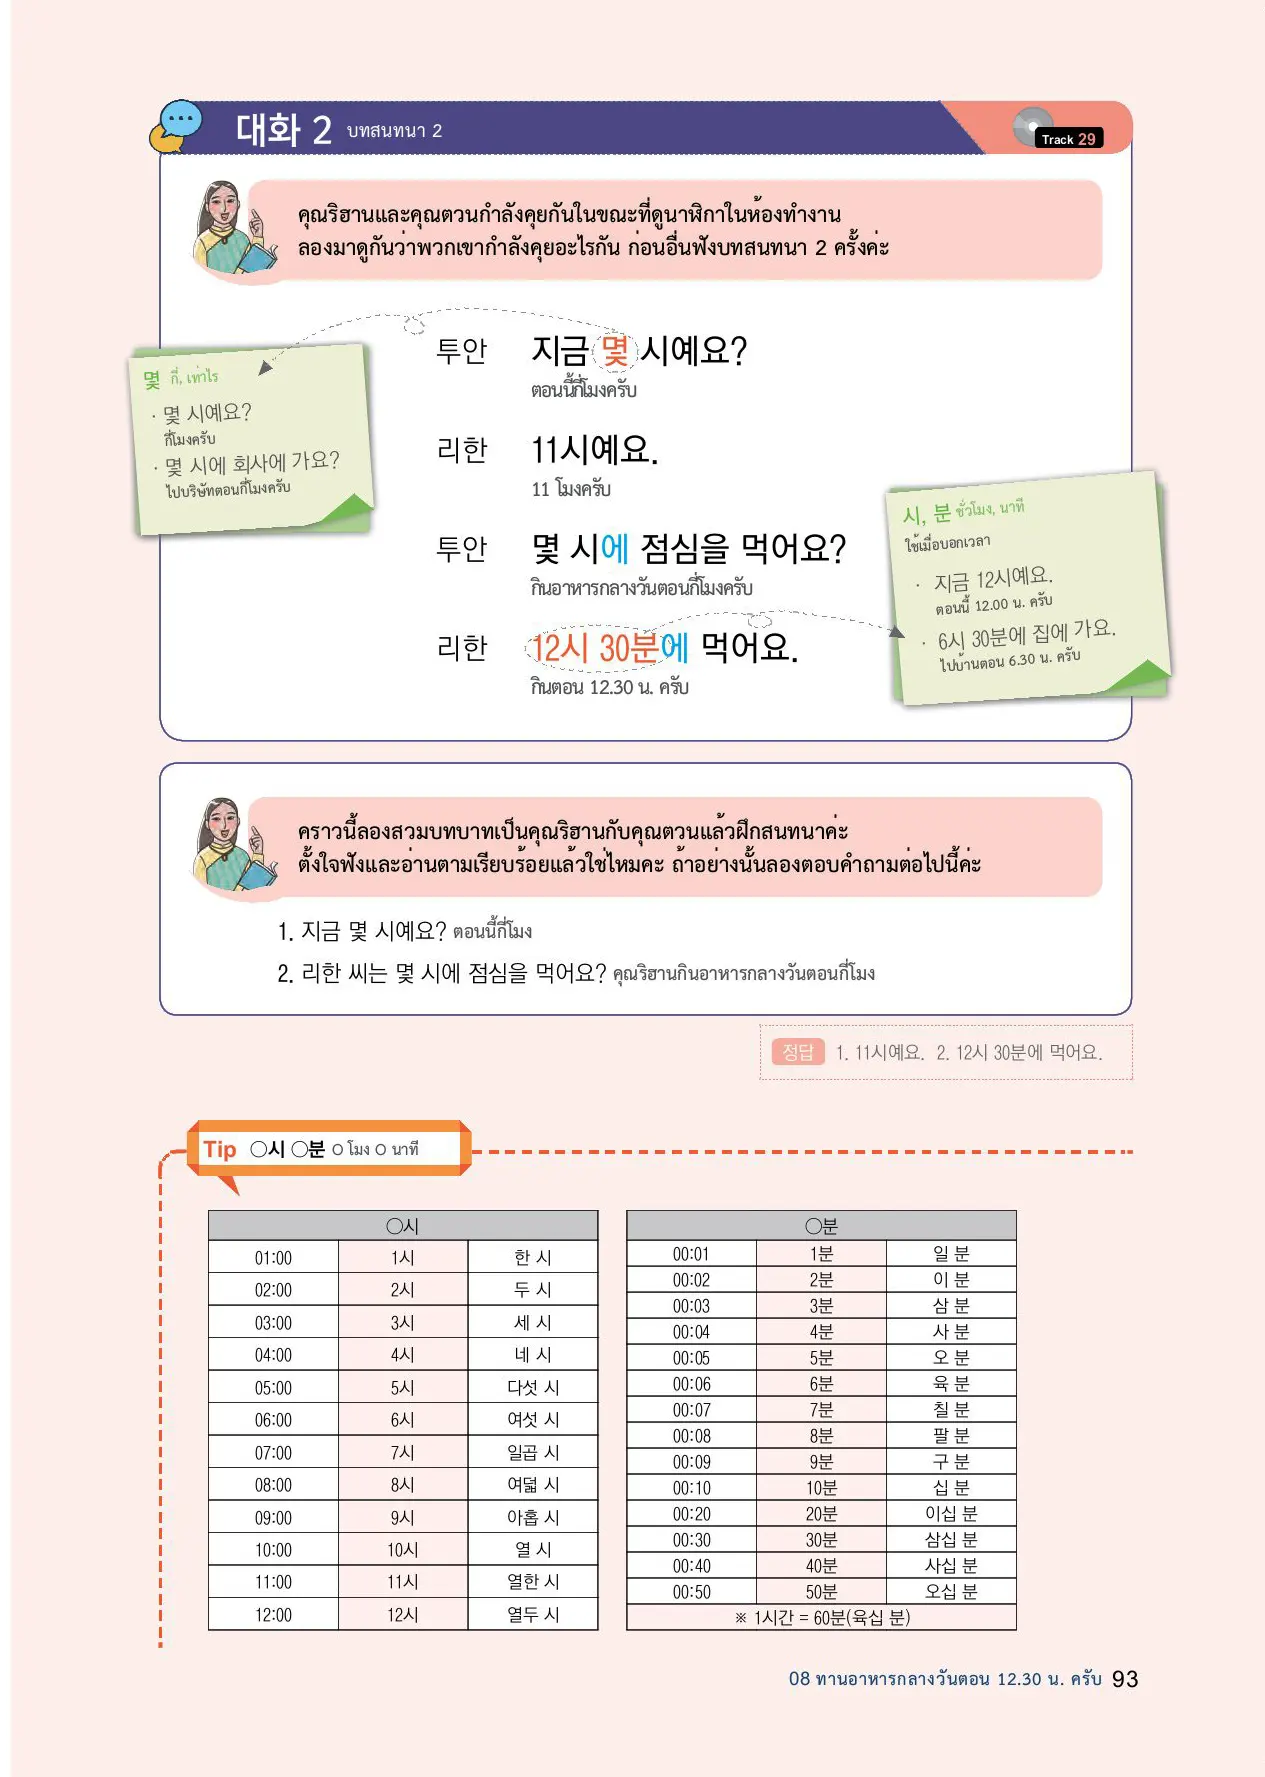 대화 2 บทสนทนา 2
Track 29
คุณริฮานและคุณตวนกำลังคุยกันในขณะที่ดูนาฬิกาในห้องทำงาน
ลองมาดูกันว่าพวกเขากำลังคุยอะไรกัน ก่อนอื่นฟังบทสนทนา 2 ครั้งค่ะ
투안 지금 몇 시예요?
ตอนนี้กี่โมงครับ
리한 11시예요.
11 โมงครับ
투안 몇 시에 점심을 먹어요?
กินอาหารกลางวันตอนกี่โมงครับ
리한 12시 30분에 먹어요.
กินตอน 12.30 น. ครับ
몇 กี่, เท่าไร
· 몇 시예요?
กี่โมงครับ
· 몇 시에 회사에 가요?
ไปบริษัทตอนกี่โมงครับ
시, 분 ชั่วโมง, นาที
ใช้เมื่อบอกเวลา
· 지금 12시예요.
ตอนนี้ 12.00 น. ครับ
· 6시 30분에 집에 가요.
ไปบ้านตอน 6.30 น. ครับ
คราวนี้ลองสวมบทบาทเป็นคุณริฮานกับคุณตวนแล้วฝึกสนทนาค่ะ
ตั้งใจฟังและอ่านตามเรียบร้อยแล้วใช่ไหมคะ ถ้าอย่างนั้นลองตอบคำถามต่อไปนี้ค่ะ
1. 지금 몇 시예요? ตอนนี้กี่โมง
2. 리한 씨는 몇 시에 점심을 먹어요? คุณริฮานกินอาหารกลางวันตอนกี่โมง
정답 1. 11시예요. 2. 12시 30분에 먹어요.
Tip ○시 ○분 O โมง O นาที
○시
01:00 1시 한 시
02:00 2시 두 시
03:00 3시 세 시
04:00 4시 네 시
05:00 5시 다섯 시
06:00 6시 여섯 시
07:00 7시 일곱 시
08:00 8시 여덟 시
09:00 9시 아홉 시
10:00 10시 열 시
11:00 11시 열한 시
12:00 12시 열두 시
○분
00:01 1분 일 분
00:02 2분 이 분
00:03 3분 삼 분
00:04 4분 사 분
00:05 5분 오 분
00:06 6분 육 분
00:07 7분 칠 분
00:08 8분 팔 분
00:09 9분 구 분
00:10 10분 십 분
00:20 20분 이십 분
00:30 30분 삼십 분
00:40 40분 사십 분
00:50 50분 오십 분
※ 1시간 = 60분(육십 분)
08 ทานอาหารกลางวันตอน 12.30 น. ครับ 93